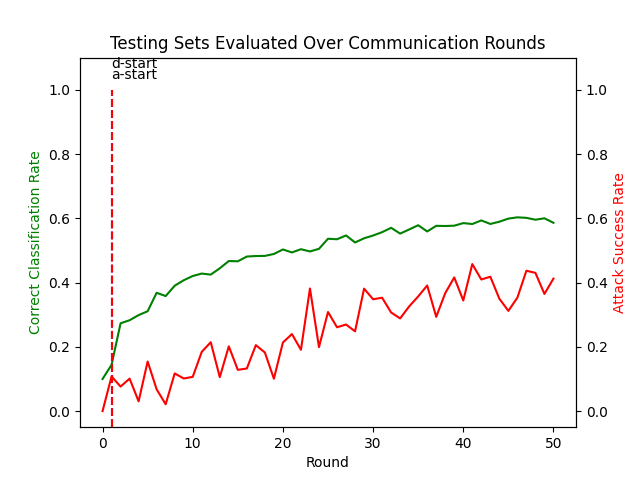 Testing Sets Evaluated Over Communication Rounds
d-start
a-start
1.0
0.8
0.6
0.4
0.2
0.0
Correct Classification Rate
1.0
0.8
0.6
0.4
0.2
0.0
Attack Success Rate
0 10 20 30 40 50
Round